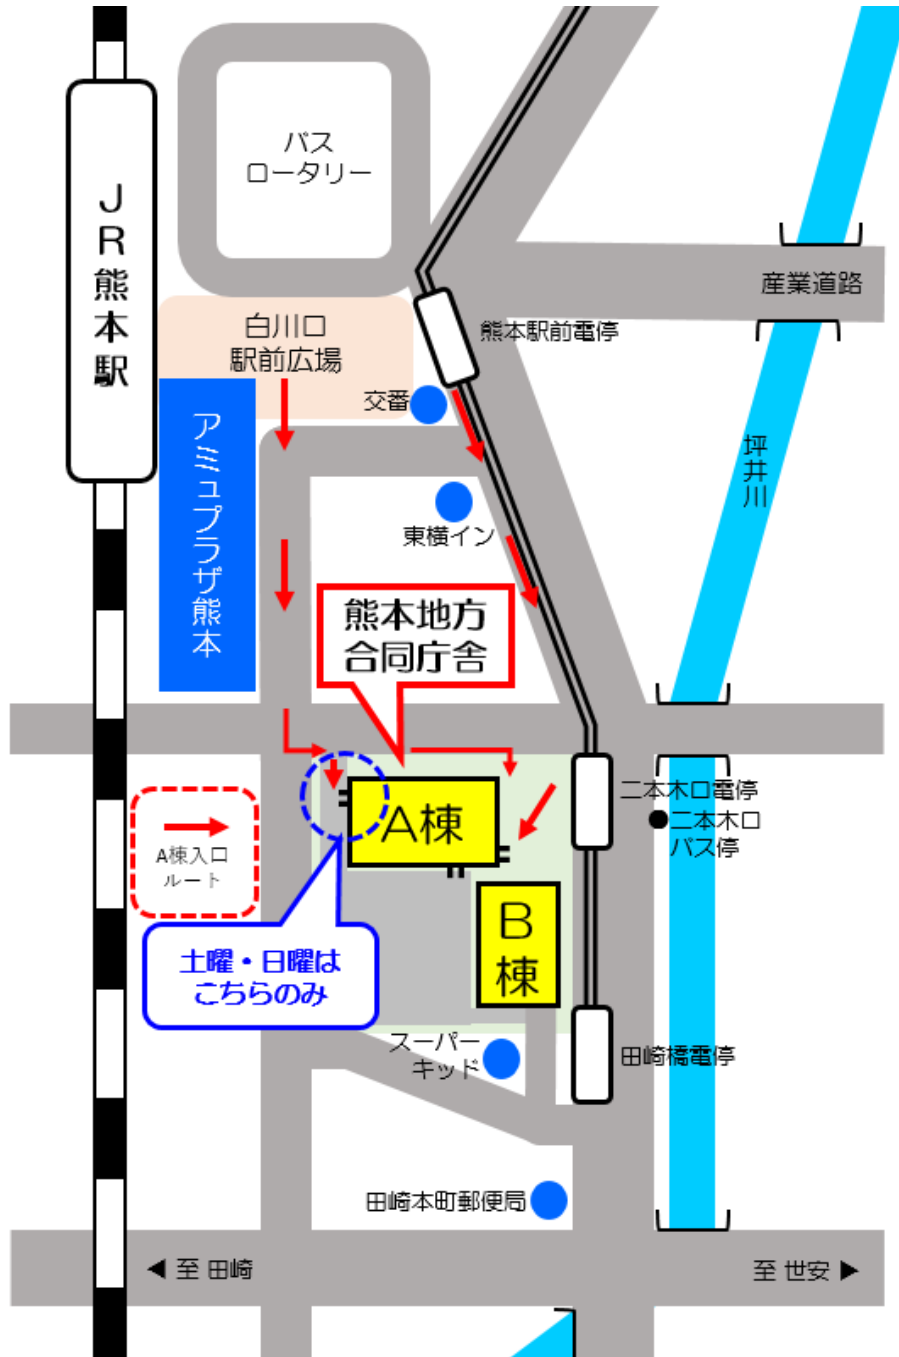 バス
ロータリー
JR熊本駅
産業道路
白川口
駅前広場
熊本駅前電停
交番
アミュプラザ熊本
坪井川
東横イン
熊本地方
合同庁舎
A棟
二本木口電停
●二本木口
バス停
A棟入口
ルート
B棟
土曜・日曜は
こちらのみ
スーパー
キッド
田崎橋電停
田崎本町郵便局
◀ 至 田崎
至 世安 ▶